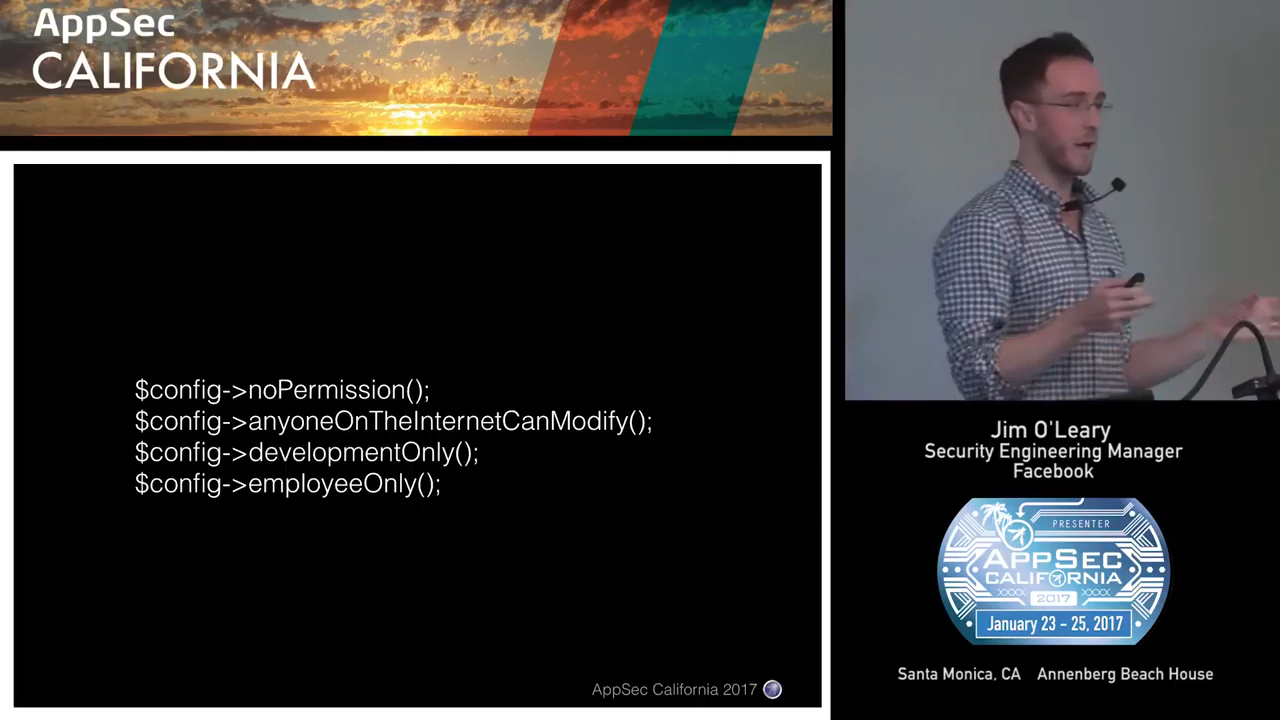 AppSec
CALIFORNIA
$config->noPermission();
$config->anyoneOnTheInternetCanModify();
$config->developmentOnly();
$config->employeeOnly();
AppSec California 2017
Jim O'Leary
Security Engineering Manager
Facebook
PRESENTER
APPSEC
CALIFORNIA
2017
January 23 - 25, 2017
Santa Monica, CA Annenberg Beach House